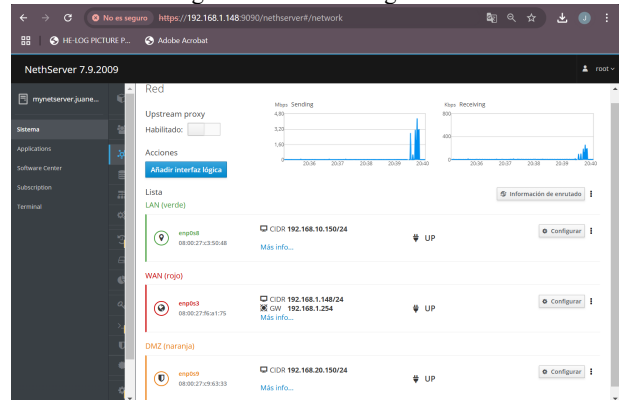 No es seguro https://192.168.1.148:9090/nethserver#/network
HE-LOG PICTURE P... Adobe Acrobat
NethServer 7.9.2009 root
mynetserver.juane...
Sistema
Applications
Software Center
Subscription
Terminal
Red
Upstream proxy
Habilitado:
Acciones
Añadir interfaz lógica
Mbps Sending
4,80
3,20
1,60
0
20:36 20:37 20:38 20:39 20:40
Kbps Receiving
800
400
0
20:36 20:37 20:38 20:39 20:40
Lista
Información de enrutado
LAN (verde)
enp0s8
08:00:27:c3:50:48
CIDR 192.168.10.150/24
Más info...
UP
Configurar
WAN (rojo)
enp0s3
08:00:27:f6:a1:75
CIDR 192.168.1.148/24
GW 192.168.1.254
Más info...
UP
Configurar
DMZ (naranja)
enp0s9
08:00:27:c9:63:33
CIDR 192.168.20.150/24
Más info...
UP
Configurar